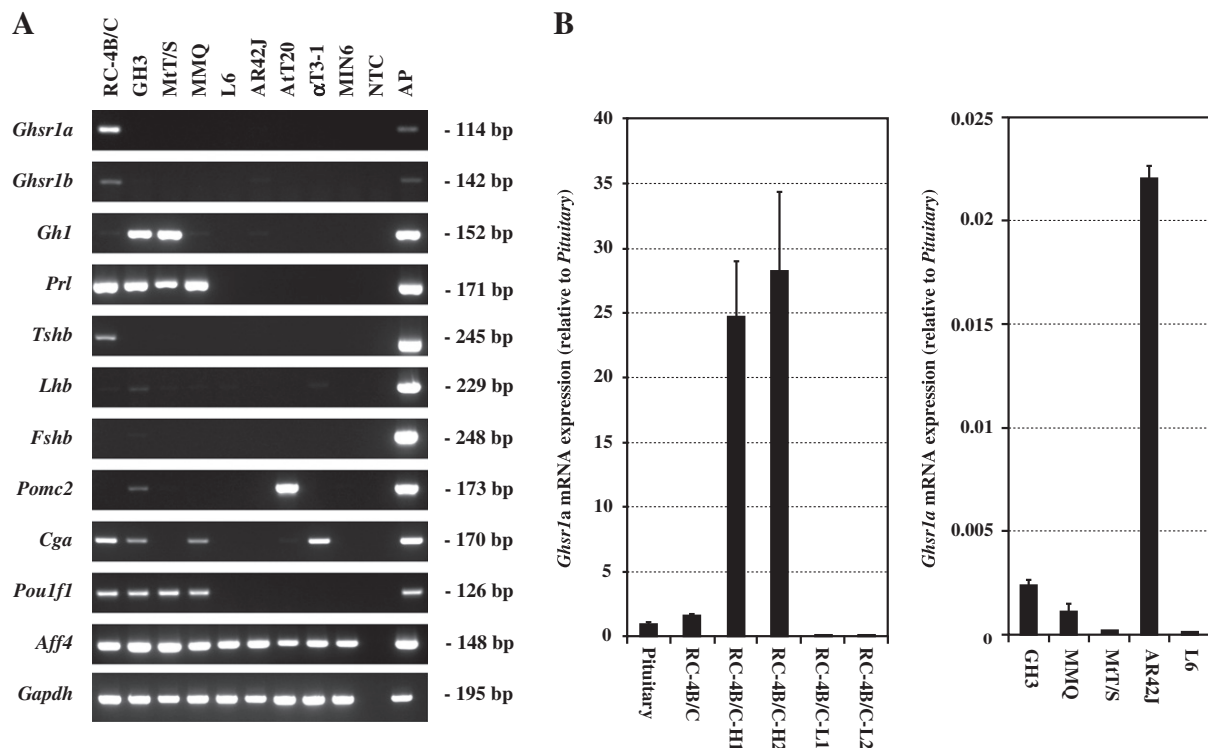 A
B
RC-4B/C
GH3
MtT/S
MMQ
L6
AR42J
AtT20
αT3-1
MIN6
NTC
AP
Ghsr1a
- 114 bp
Ghsr1b
- 142 bp
Gh1
- 152 bp
Prl
- 171 bp
Tshb
- 245 bp
Lhb
- 229 bp
Fshb
- 248 bp
Pomc2
- 173 bp
Cga
- 170 bp
Pou1f1
- 126 bp
Aff4
- 148 bp
Gapdh
- 195 bp
Ghsr1a mRNA expression (relative to Pituitary)
40
35
30
25
20
15
10
5
0
Pituitary
RC-4B/C
RC-4B/C-H1
RC-4B/C-H2
RC-4B/C-L1
RC-4B/C-L2
Ghsr1a mRNA expression (relative to Pituitary)
0.025
0.02
0.015
0.01
0.005
0
GH3
MMQ
MtT/S
AR42J
L6